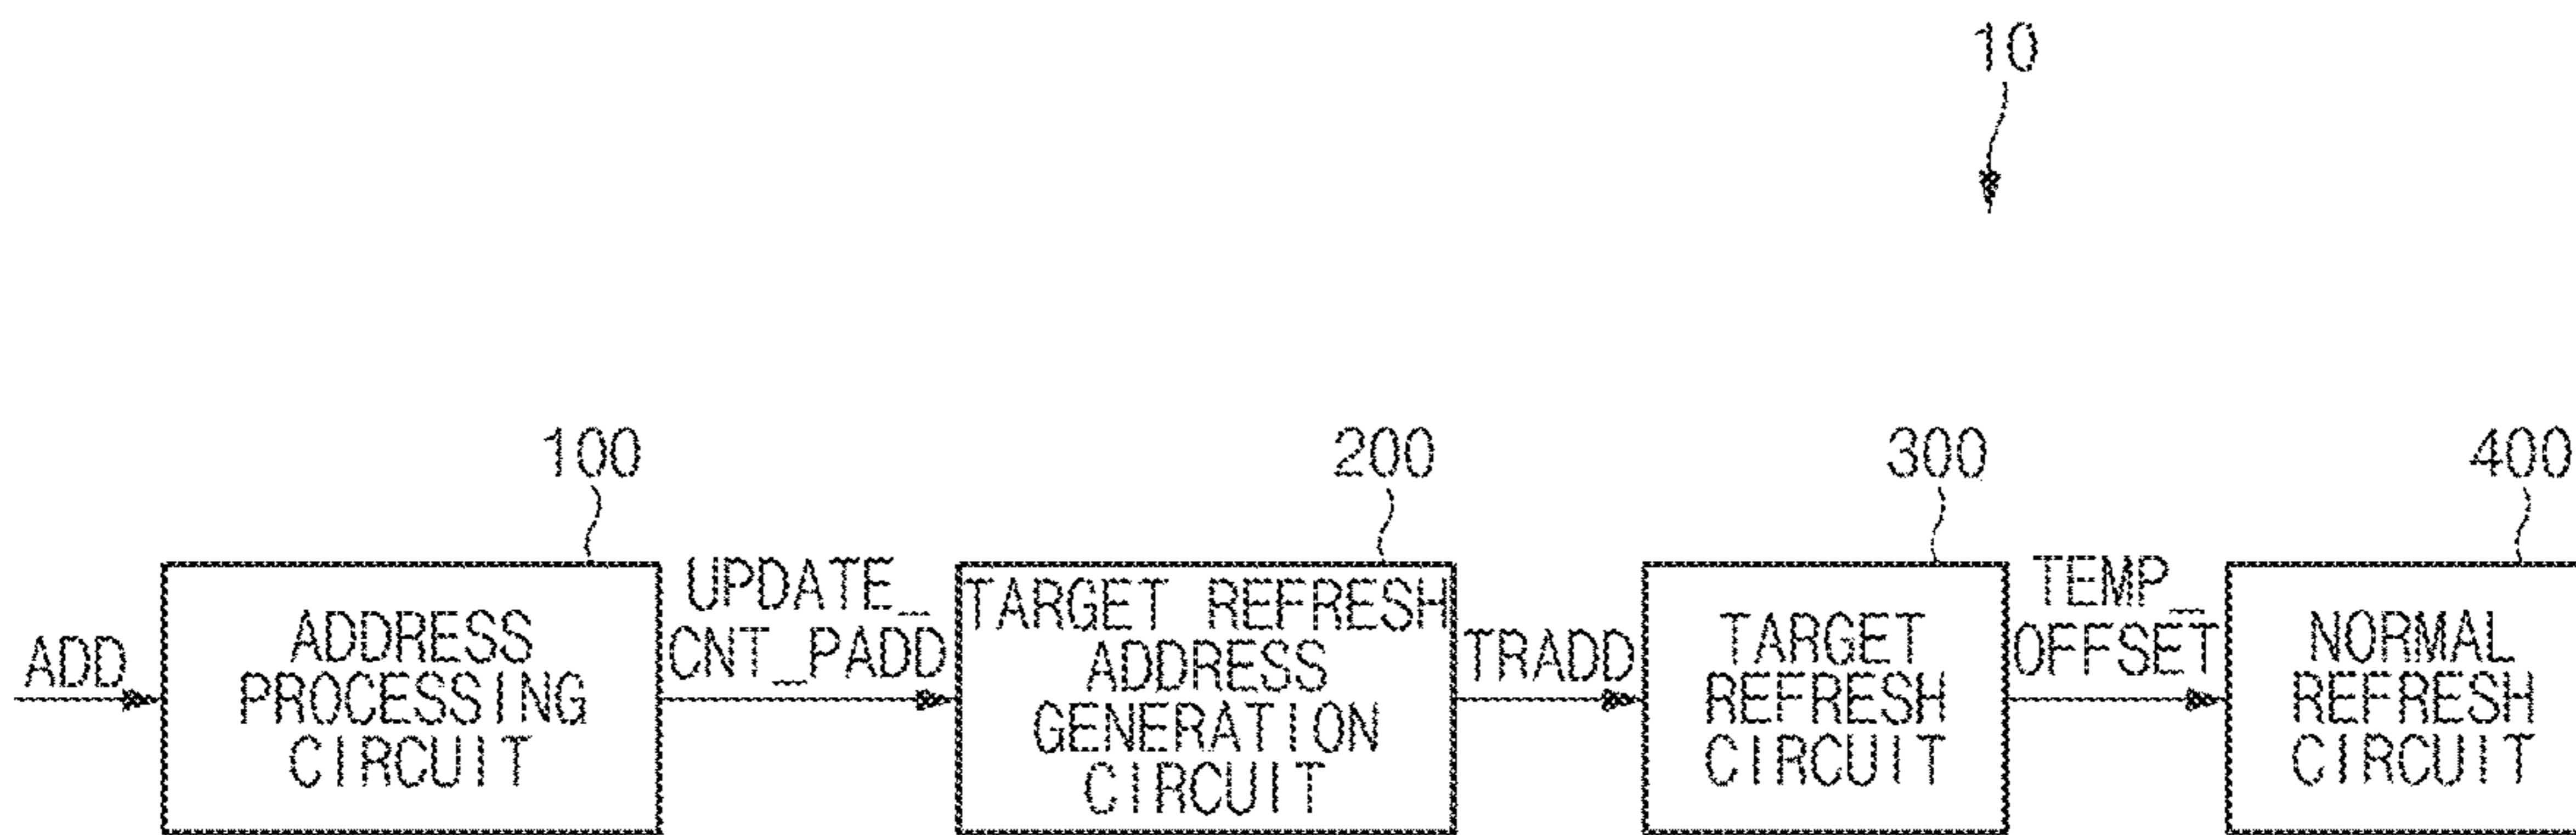 10
100
200
300
400
ADD
ADDRESS
PROCESSING
CIRCUIT
UPDATE_
CNT_PADD
TARGET REFRESH
ADDRESS
GENERATION
CIRCUIT
TRADD
TARGET
REFRESH
CIRCUIT
TEMP_
OFFSET
NORMAL
REFRESH
CIRCUIT